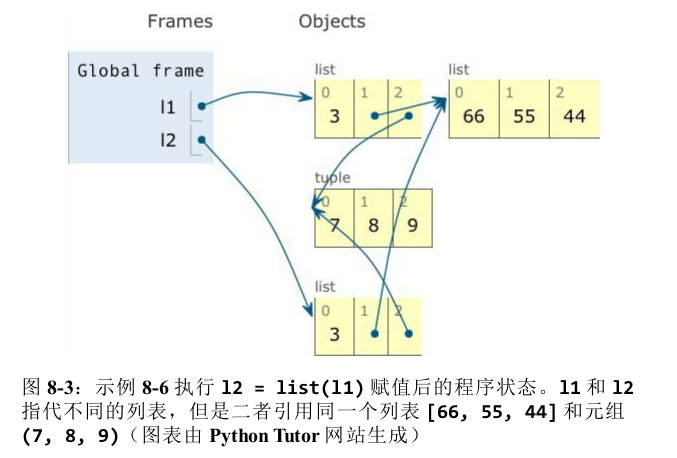 Frames Objects
Global frame
l1
l2
list
0 1 2
3
list
0 1 2
66 55 44
tuple
0 1 2
7 8 9
list
0 1 2
3
图 8-3：示例 8-6 执行 l2 = list(l1) 赋值后的程序状态。l1 和 l2
指代不同的列表，但是二者引用同一个列表 [66, 55, 44] 和元组
(7, 8, 9)（图表由 Python Tutor 网站生成）